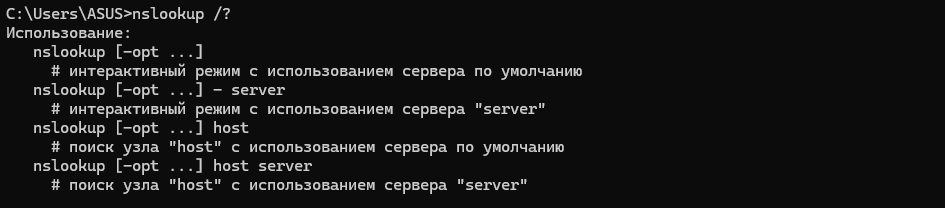 C:\Users\ASUS>nslookup /?
Использование:
   nslookup [-opt ...]
     # интерактивный режим с использованием сервера по умолчанию
   nslookup [-opt ...] - server
     # интерактивный режим с использованием сервера "server"
   nslookup [-opt ...] host
     # поиск узла "host" с использованием сервера по умолчанию
   nslookup [-opt ...] host server
     # поиск узла "host" с использованием сервера "server"